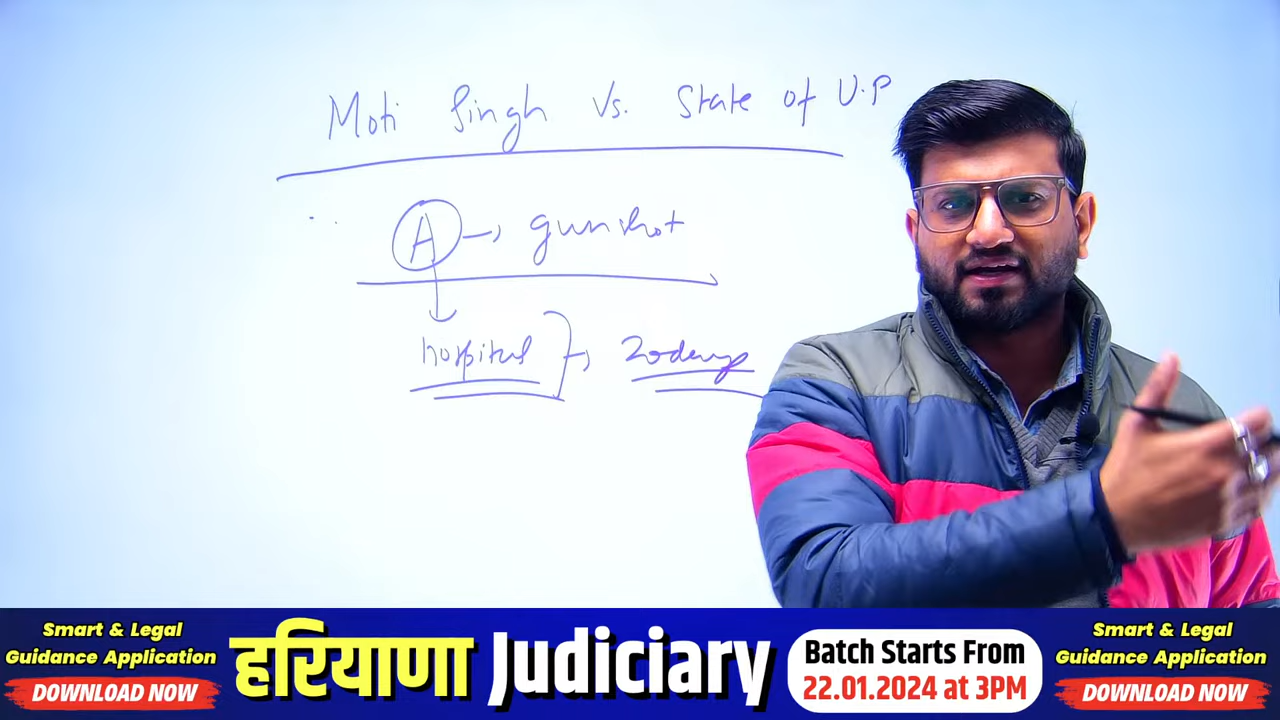 Moti Singh Vs. State of U.P
A → gunshot
hospital } → 20 days
Smart & Legal
Guidance Application
DOWNLOAD NOW
हरियाणा Judiciary
Batch Starts From
22.01.2024 at 3PM
Smart & Legal
Guidance Application
DOWNLOAD NOW